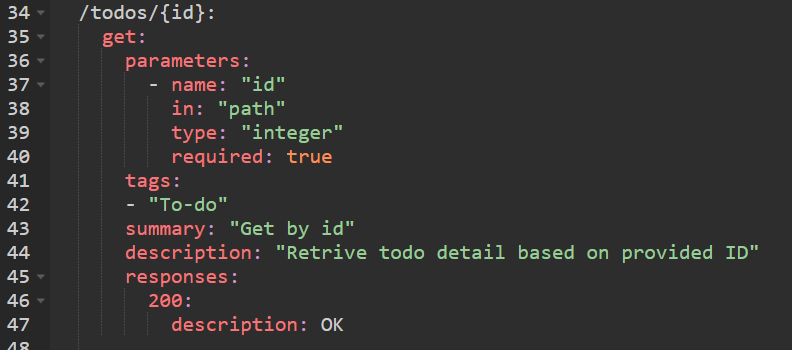 34 /todos/{id}:
35 get:
36 parameters:
37 - name: "id"
38 in: "path"
39 type: "integer"
40 required: true
41 tags:
42 - "To-do"
43 summary: "Get by id"
44 description: "Retrive todo detail based on provided ID"
45 responses:
46 200:
47 description: OK
48